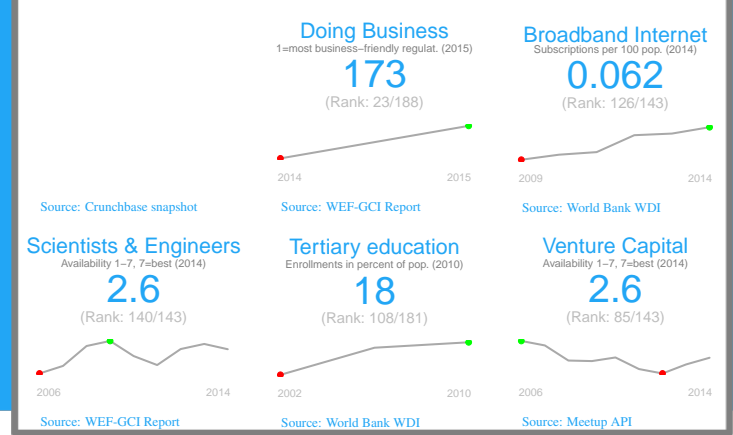 Doing Business
1=most business−friendly regulat. (2015)
173
(Rank: 23/188)
2014
2015
Source: WEF-GCI Report
Broadband Internet
Subscriptions per 100 pop. (2014)
0.062
(Rank: 126/143)
2009
2014
Source: World Bank WDI
Source: Crunchbase snapshot
Scientists & Engineers
Availability 1−7, 7=best (2014)
2.6
(Rank: 140/143)
2006
2014
Source: WEF-GCI Report
Tertiary education
Enrollments in percent of pop. (2010)
18
(Rank: 108/181)
2002
2010
Source: World Bank WDI
Venture Capital
Availability 1−7, 7=best (2014)
2.6
(Rank: 85/143)
2006
2014
Source: Meetup API